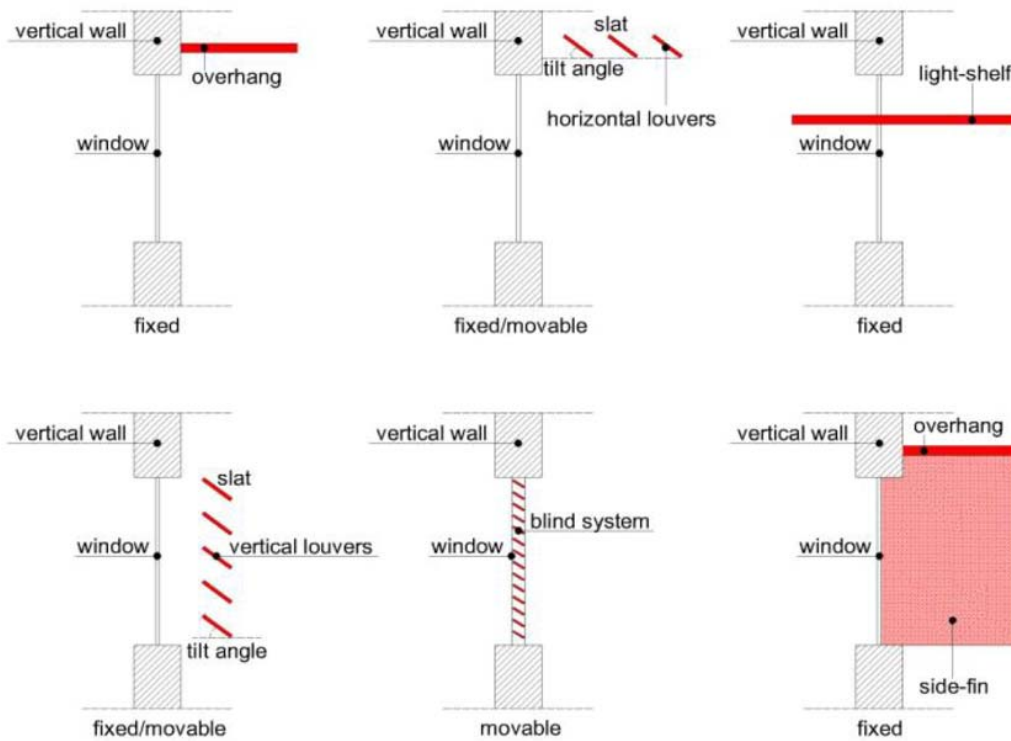 vertical wall
overhang
window
fixed
vertical wall
slat
tilt angle
horizontal louvers
window
fixed/movable
vertical wall
light-shelf
window
fixed
vertical wall
slat
window
vertical louvers
tilt angle
fixed/movable
vertical wall
blind system
window
movable
overhang
vertical wall
window
side-fin
fixed